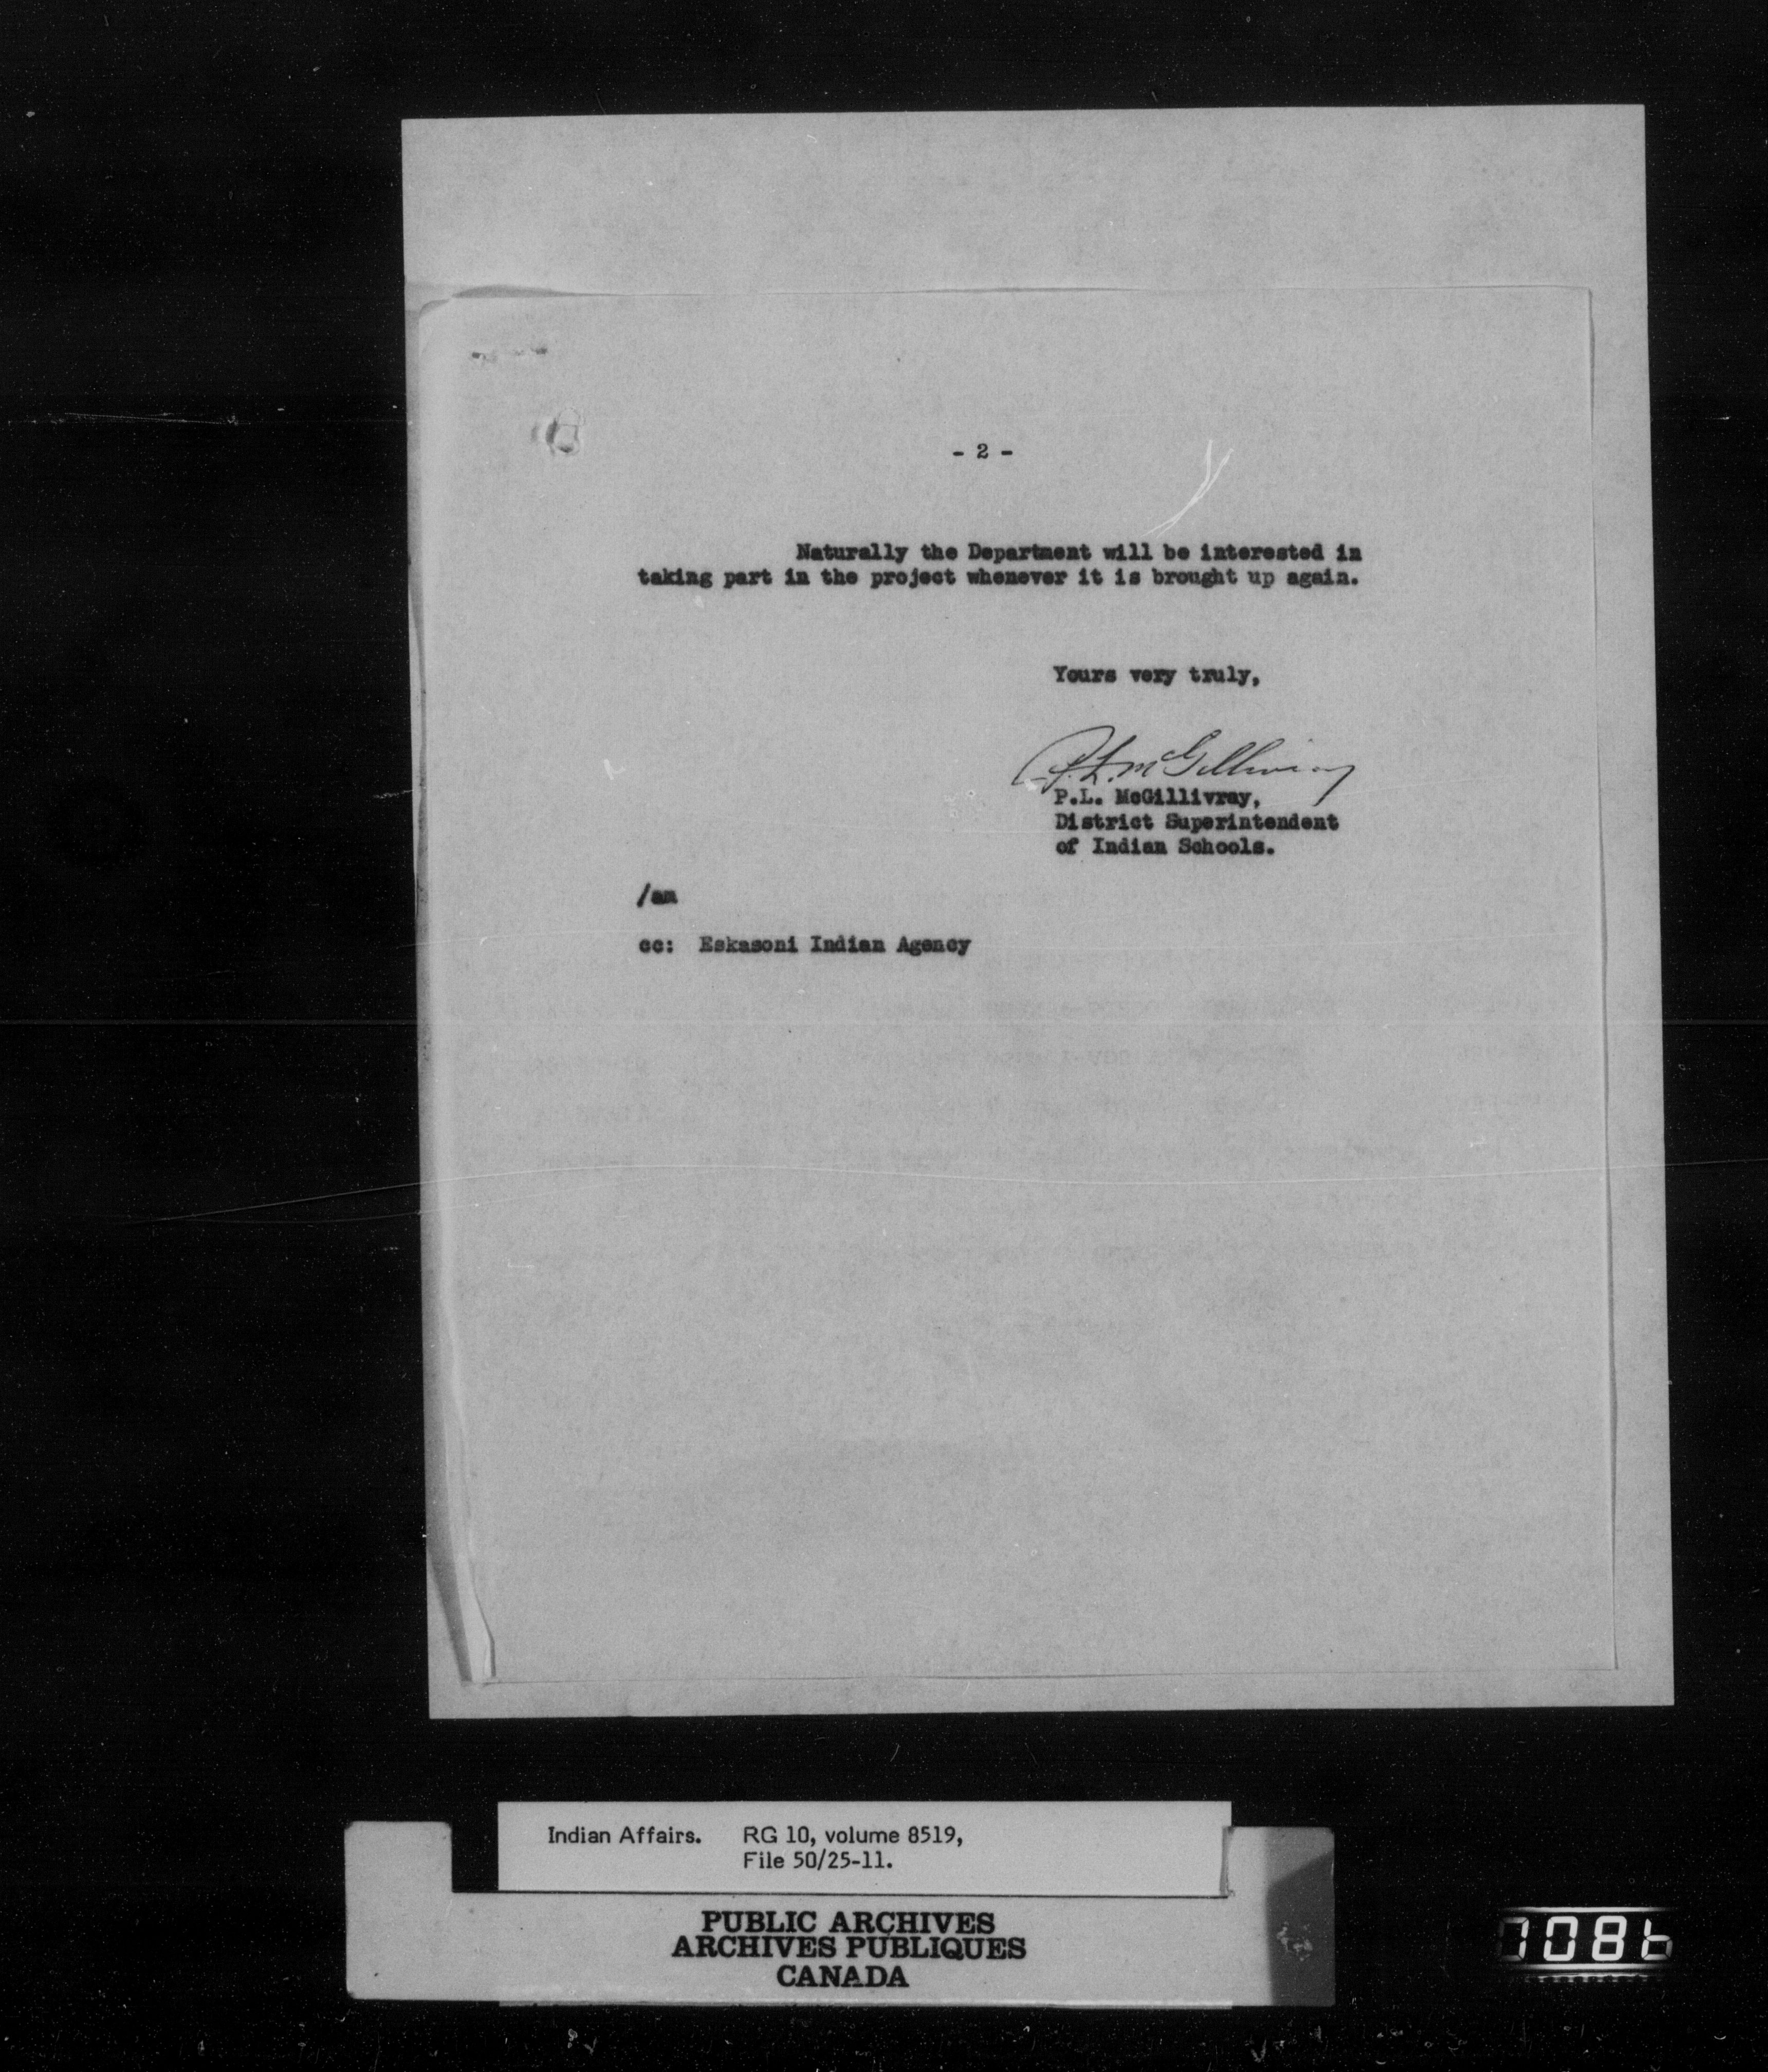 - 2 -
Naturally the Department will be interested in
taking part in the project whenever it is brought up again.
Yours very truly,
P.L. McGillivray
P.L. McGillivray,
District Superintendent
of Indian Schools.
/am
cc: Eskasoni Indian Agency
Indian Affairs. RG 10, volume 8519,
File 50/25-11.
PUBLIC ARCHIVES
ARCHIVES PUBLIQUES
CANADA